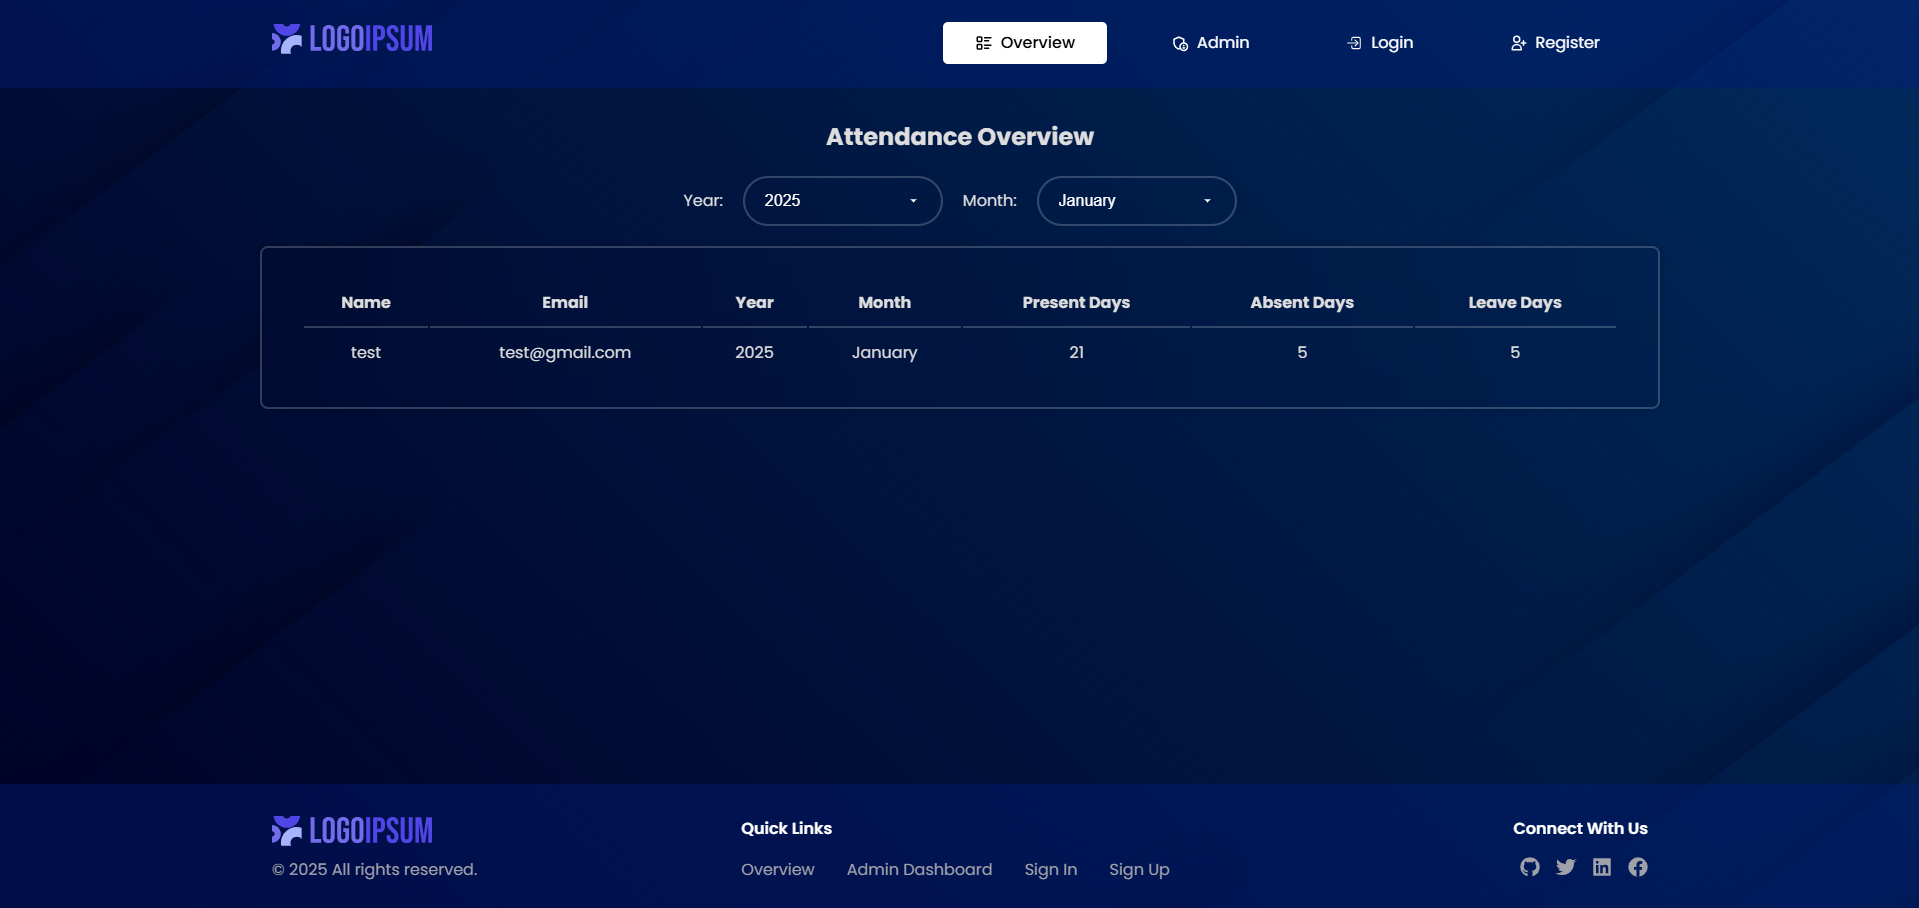 LOGOIPSUM
Overview Admin Login Register
Attendance Overview
Year: 2025 Month: January
Name Email Year Month Present Days Absent Days Leave Days
test test@gmail.com 2025 January 21 5 5
LOGOIPSUM
© 2025 All rights reserved.
Quick Links
Overview Admin Dashboard Sign In Sign Up
Connect With Us